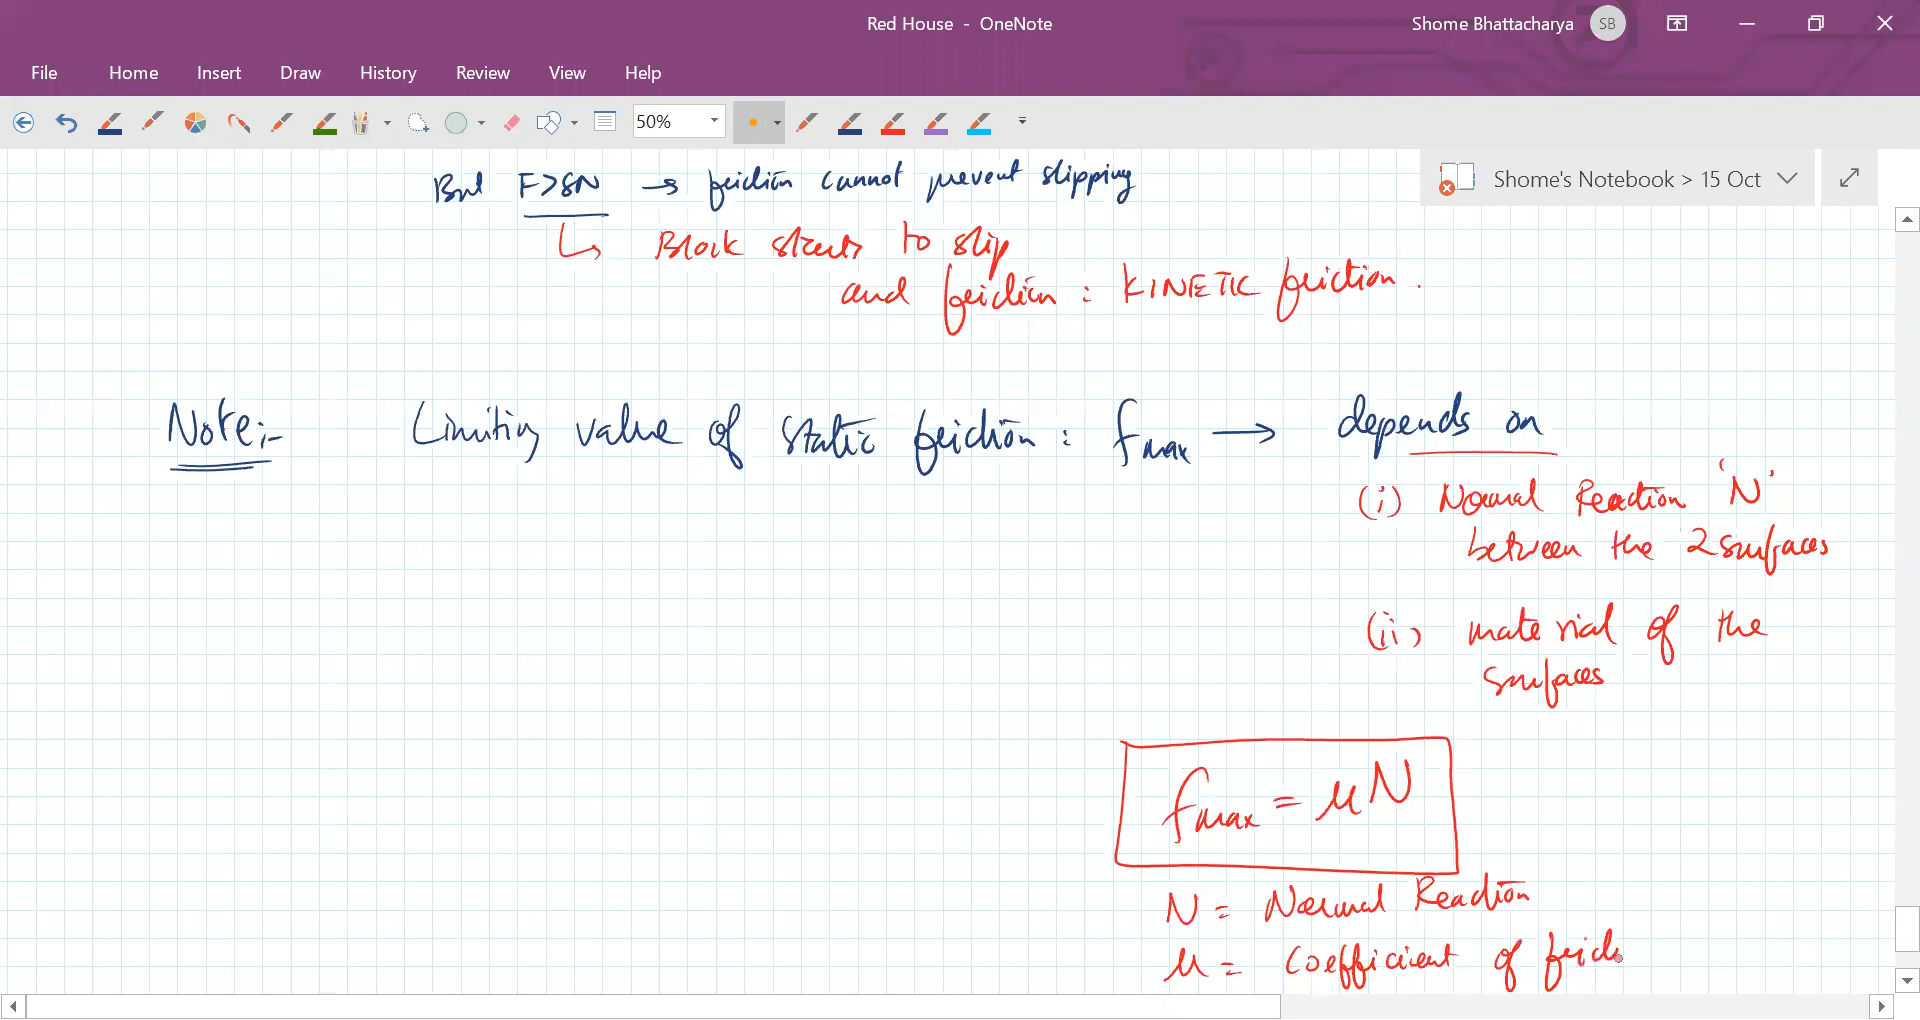 Red House - OneNote
Shome Bhattacharya SB
File Home Insert Draw History Review View Help
50%
Shome's Notebook > 15 Oct
But F>8N → friction cannot prevent slipping
↳ Block starts to slip
and friction : KINETIC friction.
Note:- Limiting value of static friction : fmax → depends on
(i) Normal Reaction 'N'
between the 2 surfaces
(ii) material of the
surfaces
fmax = μN
N = Normal Reaction
μ = Coefficient of fricti